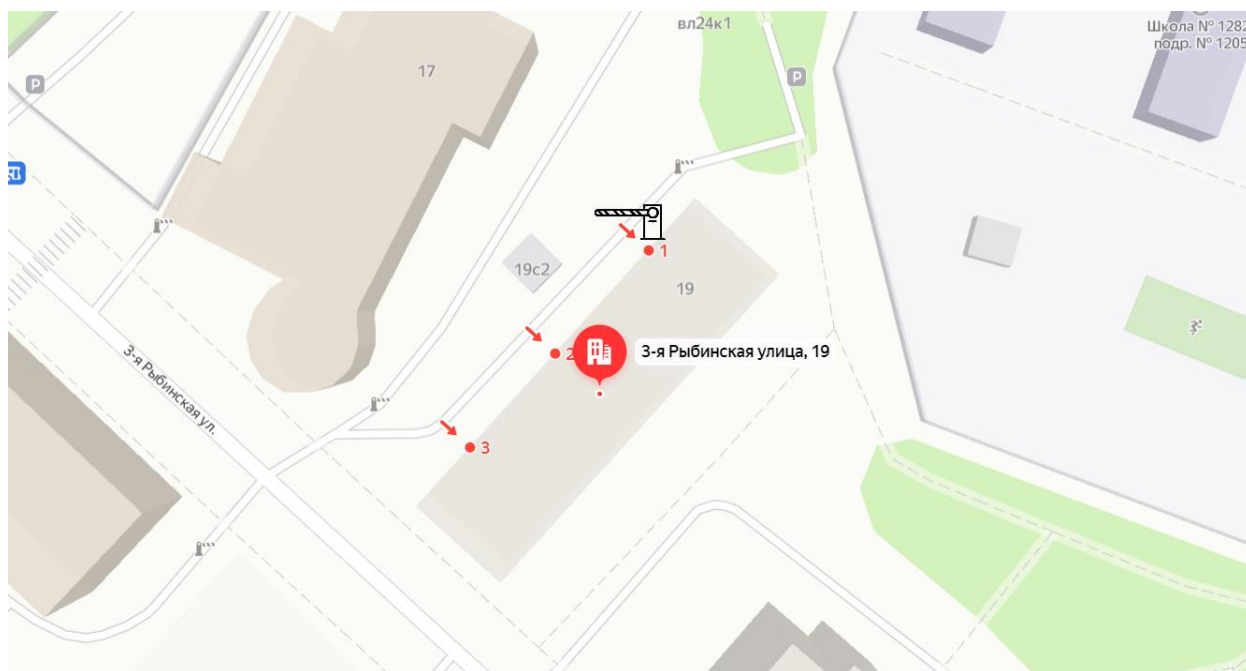 вл24к1
Школа № 1282
подр. № 1205
17
P
P
1
19с2
19
2
3-я Рыбинская улица, 19
3-я Рыбинская ул.
3